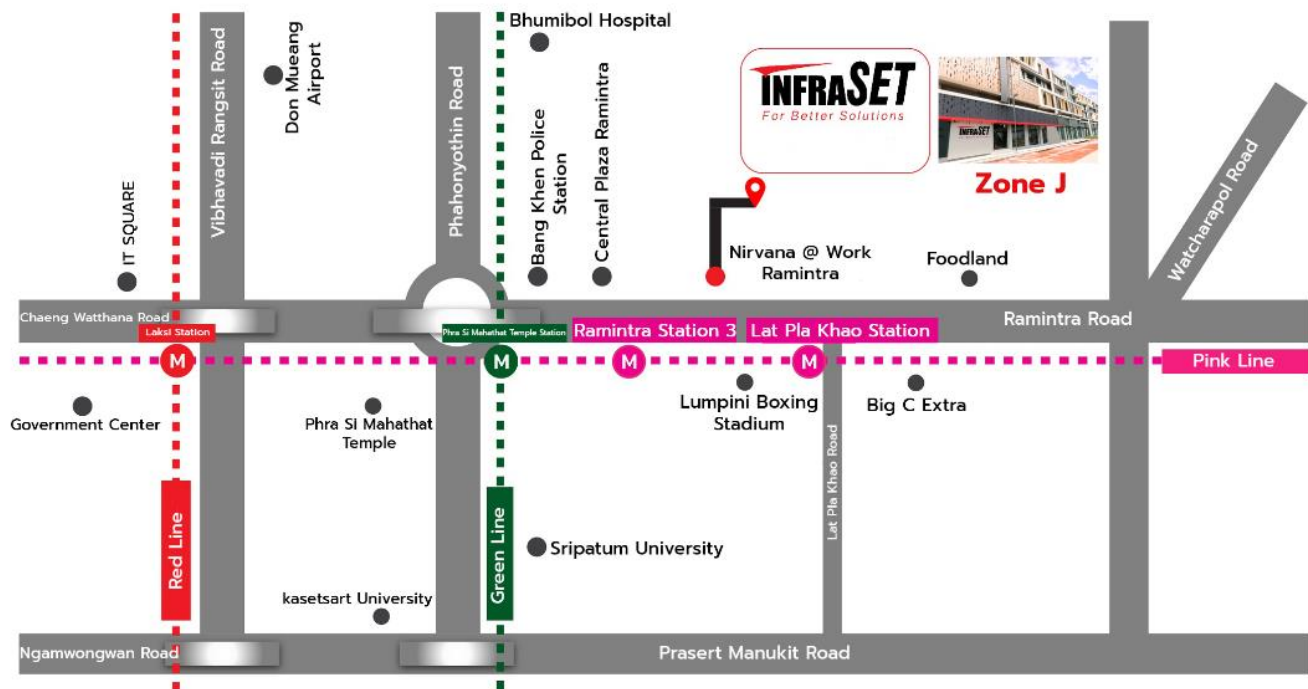 Bhumibol Hospital
Don Mueang
Airport
Vibhavadi Rangsit Road
Phahonyothin Road
IT SQUARE
Bang Khen Police
Station
Central Plaza Ramintra
INFRASET
For Better Solutions
INFRASET
Zone J
Watcharapol Road
Nirvana @ Work
Ramintra
Foodland
Chaeng Watthana Road
Ramintra Road
Laksi Station
Phra Si Mahathat Temple Station
Ramintra Station 3
Lat Pla Khao Station
M
M
M
M
Pink Line
Government Center
Phra Si Mahathat
Temple
Lumpini Boxing
Stadium
Big C Extra
Lat Pla Khao Road
Red Line
Green Line
Sripatum University
kasetsart University
Ngamwongwan Road
Prasert Manukit Road